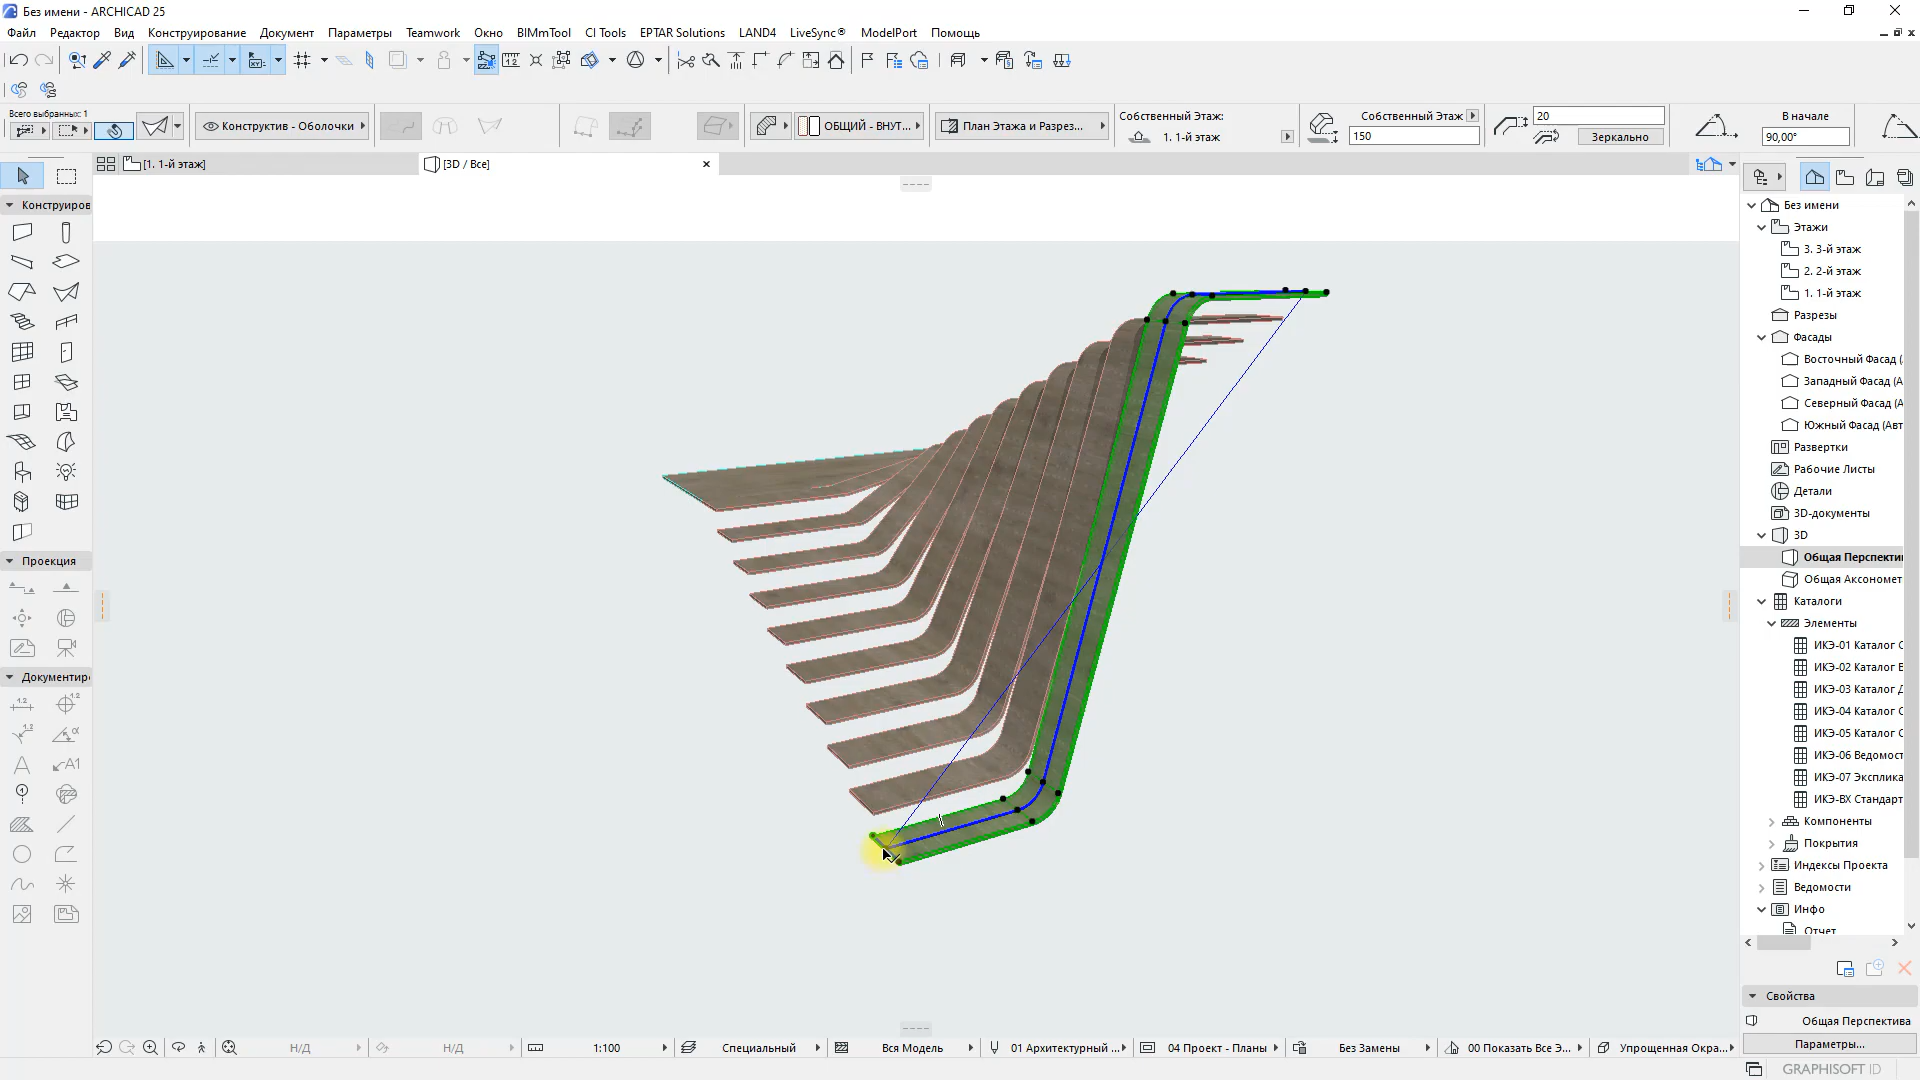 Без имени - ARCHICAD 25
Файл Редактор Вид Конструирование Документ Параметры Teamwork Окно BIMmTool CI Tools EPTAR Solutions LAND4 LiveSync® ModelPort Помощь
Всего выбранных: 1
Конструктив - Оболочки
ОБЩИЙ - ВНУТ...
План Этажа и Разрез...
Собственный Этаж:
1. 1-й этаж
Собственный Этаж
150
20
Зеркально
В начале
90,00°
[1. 1-й этаж]
[3D / Все]
Конструиров
Проекция
Документир
Без имени
Этажи
3. 3-й этаж
2. 2-й этаж
1. 1-й этаж
Разрезы
Фасады
Восточный Фасад (
Западный Фасад (А
Северный Фасад (А
Южный Фасад (Авт
Развертки
Рабочие Листы
Детали
3D-документы
3D
Общая Перспекти
Общая Аксономет
Каталоги
Элементы
ИКЭ-01 Каталог С
ИКЭ-02 Каталог Е
ИКЭ-03 Каталог Д
ИКЭ-04 Каталог С
ИКЭ-05 Каталог С
ИКЭ-06 Ведомост
ИКЭ-07 Эксплика
ИКЭ-ВХ Стандарт
Компоненты
Покрытия
Индексы Проекта
Ведомости
Инфо
Отчет
Свойства
Общая Перспектива
Параметры...
Н/Д
Н/Д
1:100
Специальный
Вся Модель
01 Архитектурный ...
04 Проект - Планы
Без Замены
00 Показать Все Э...
Упрощенная Окра...
GRAPHISOFT ID